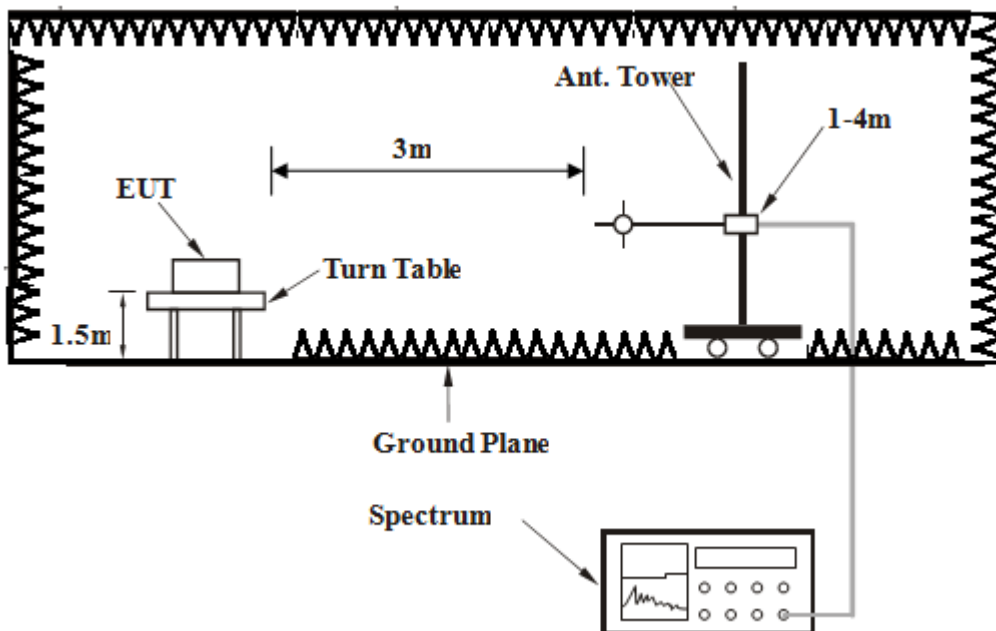 Ant. Tower
1-4m
3m
EUT
Turn Table
1.5m
Ground Plane
Spectrum